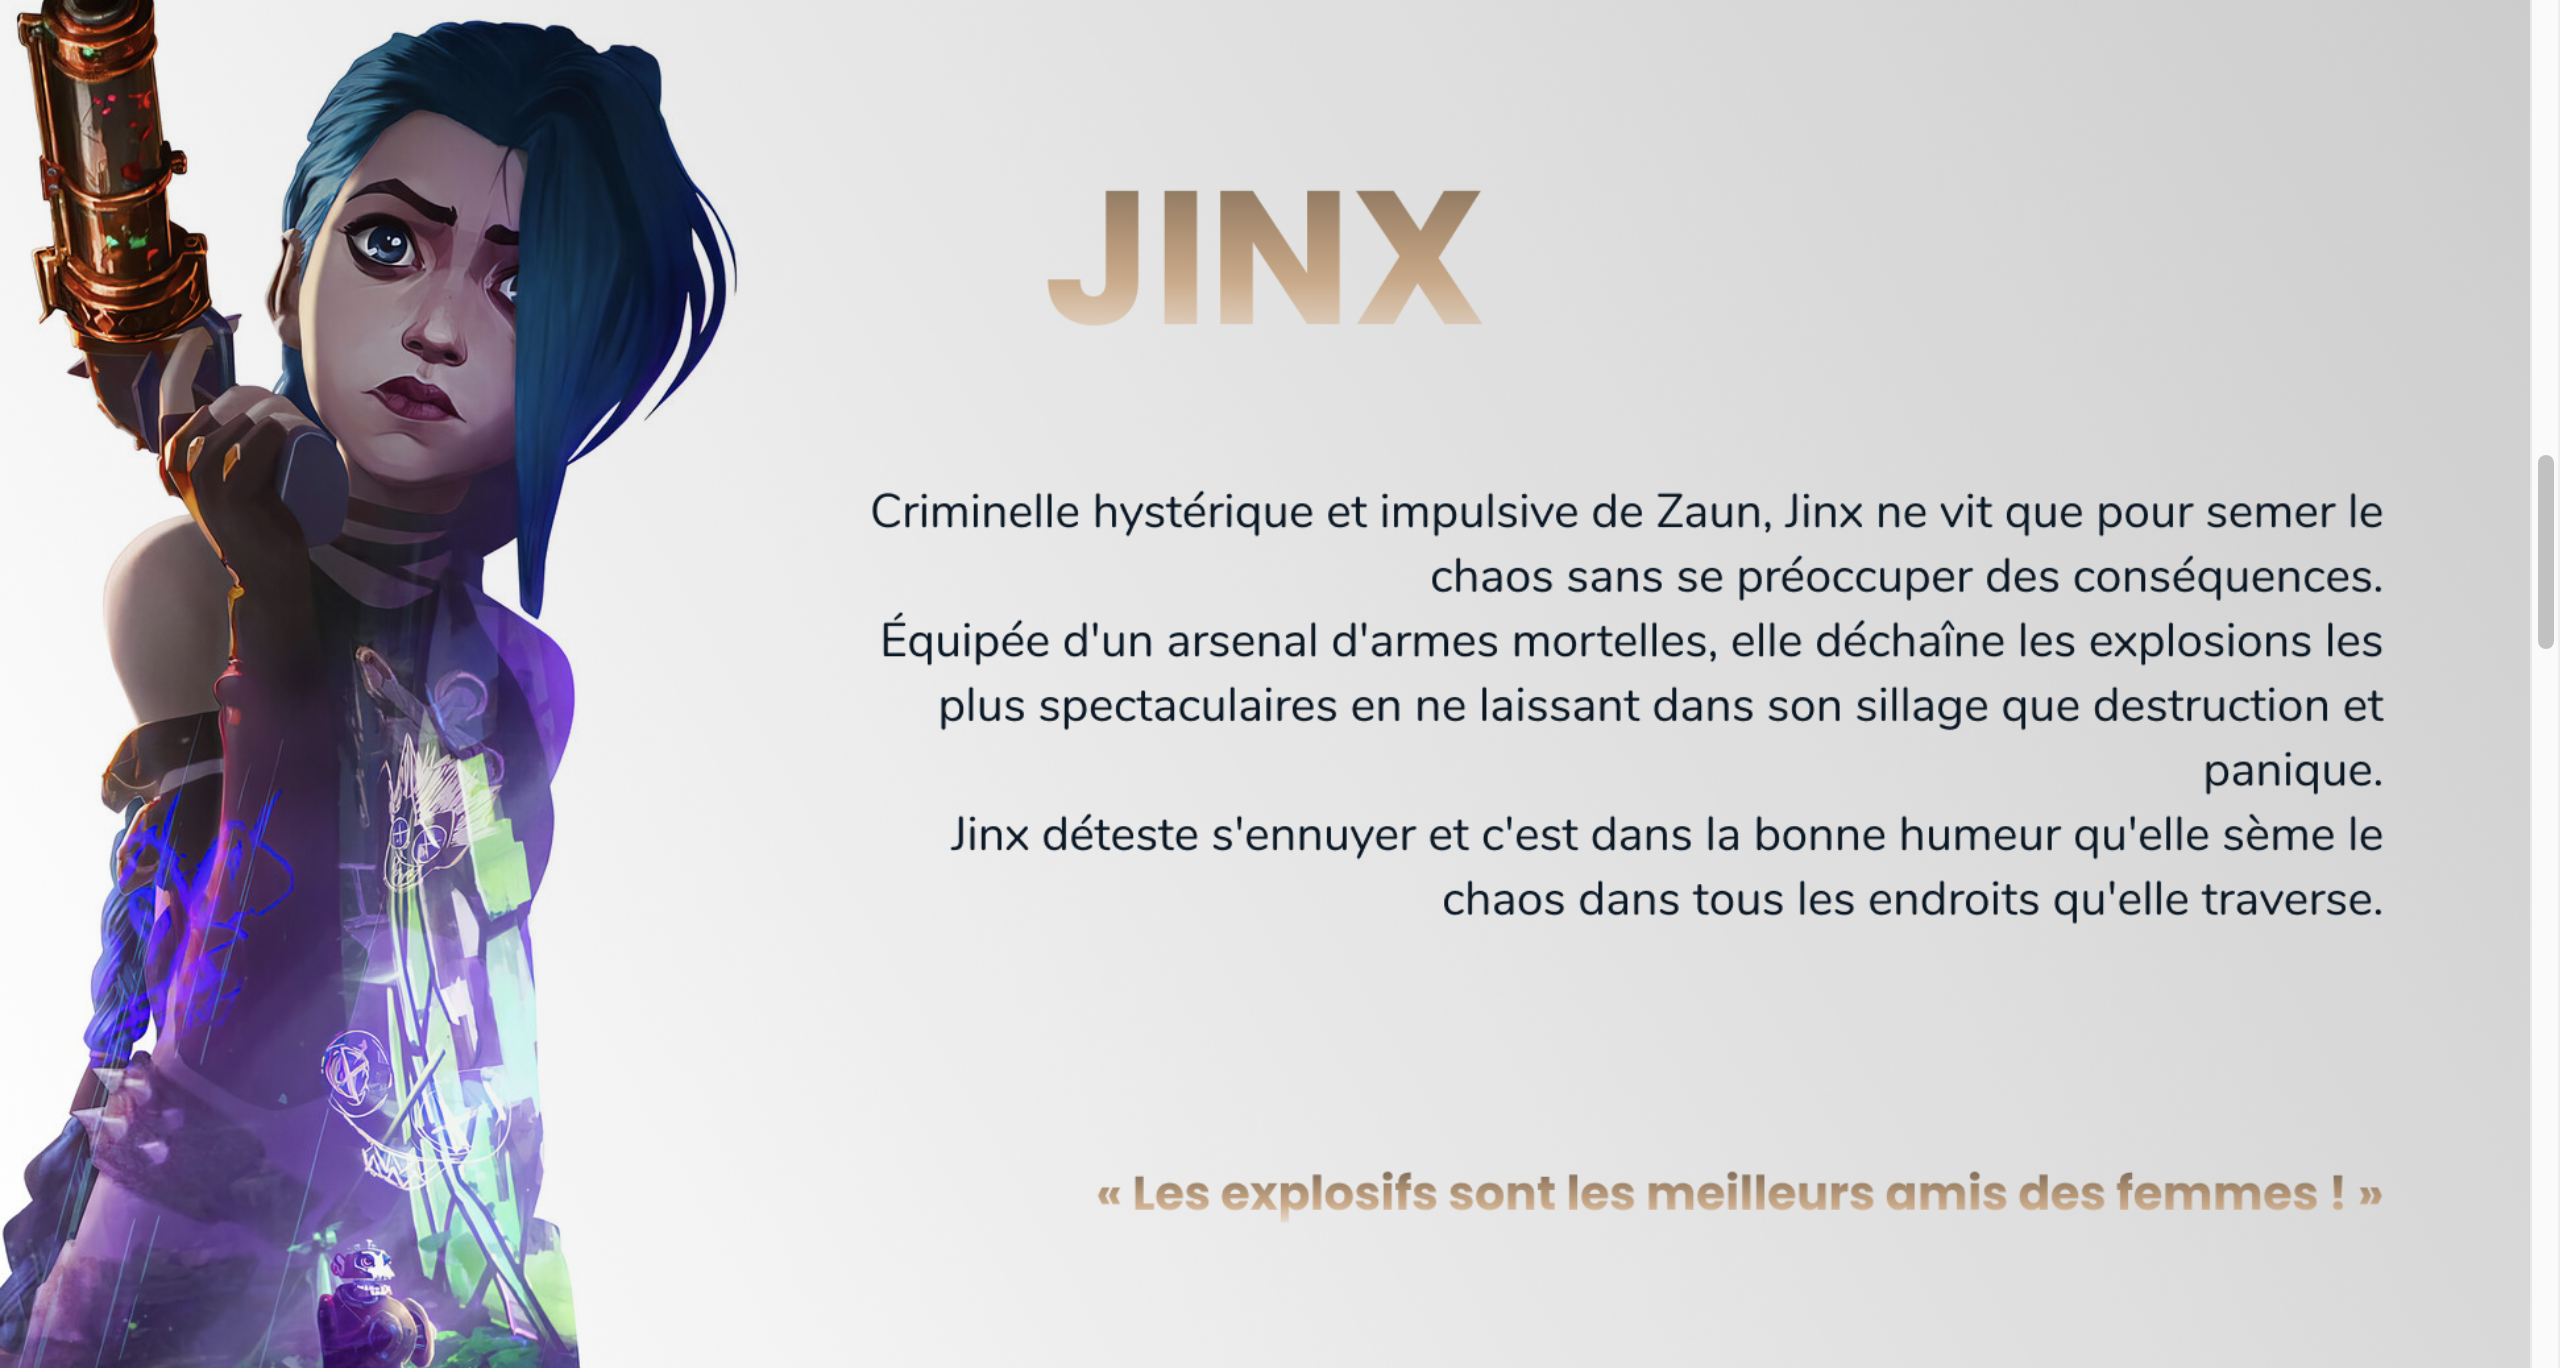 JINX
Criminelle hystérique et impulsive de Zaun, Jinx ne vit que pour semer le
chaos sans se préoccuper des conséquences.
Équipée d'un arsenal d'armes mortelles, elle déchaîne les explosions les
plus spectaculaires en ne laissant dans son sillage que destruction et
panique.
Jinx déteste s'ennuyer et c'est dans la bonne humeur qu'elle sème le
chaos dans tous les endroits qu'elle traverse.
« Les explosifs sont les meilleurs amis des femmes ! »